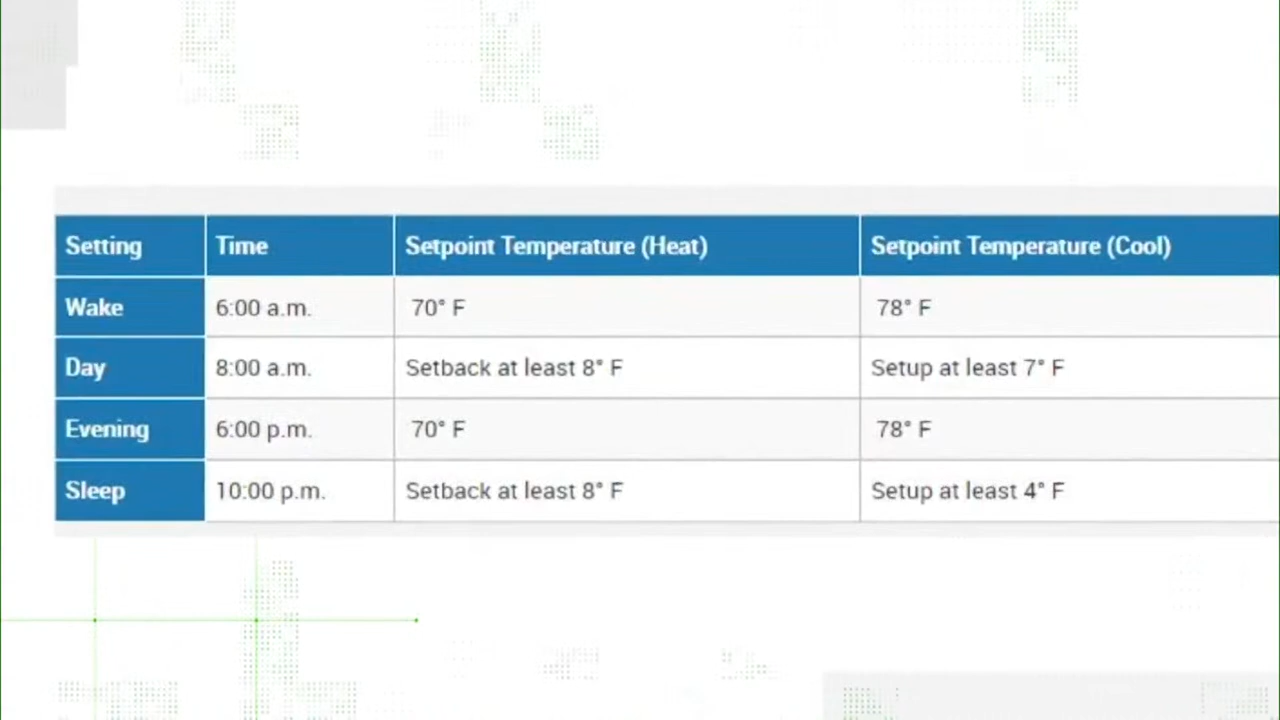 Setting Time Setpoint Temperature (Heat) Setpoint Temperature (Cool)
Wake 6:00 a.m. 70° F 78° F
Day 8:00 a.m. Setback at least 8° F Setup at least 7° F
Evening 6:00 p.m. 70° F 78° F
Sleep 10:00 p.m. Setback at least 8° F Setup at least 4° F